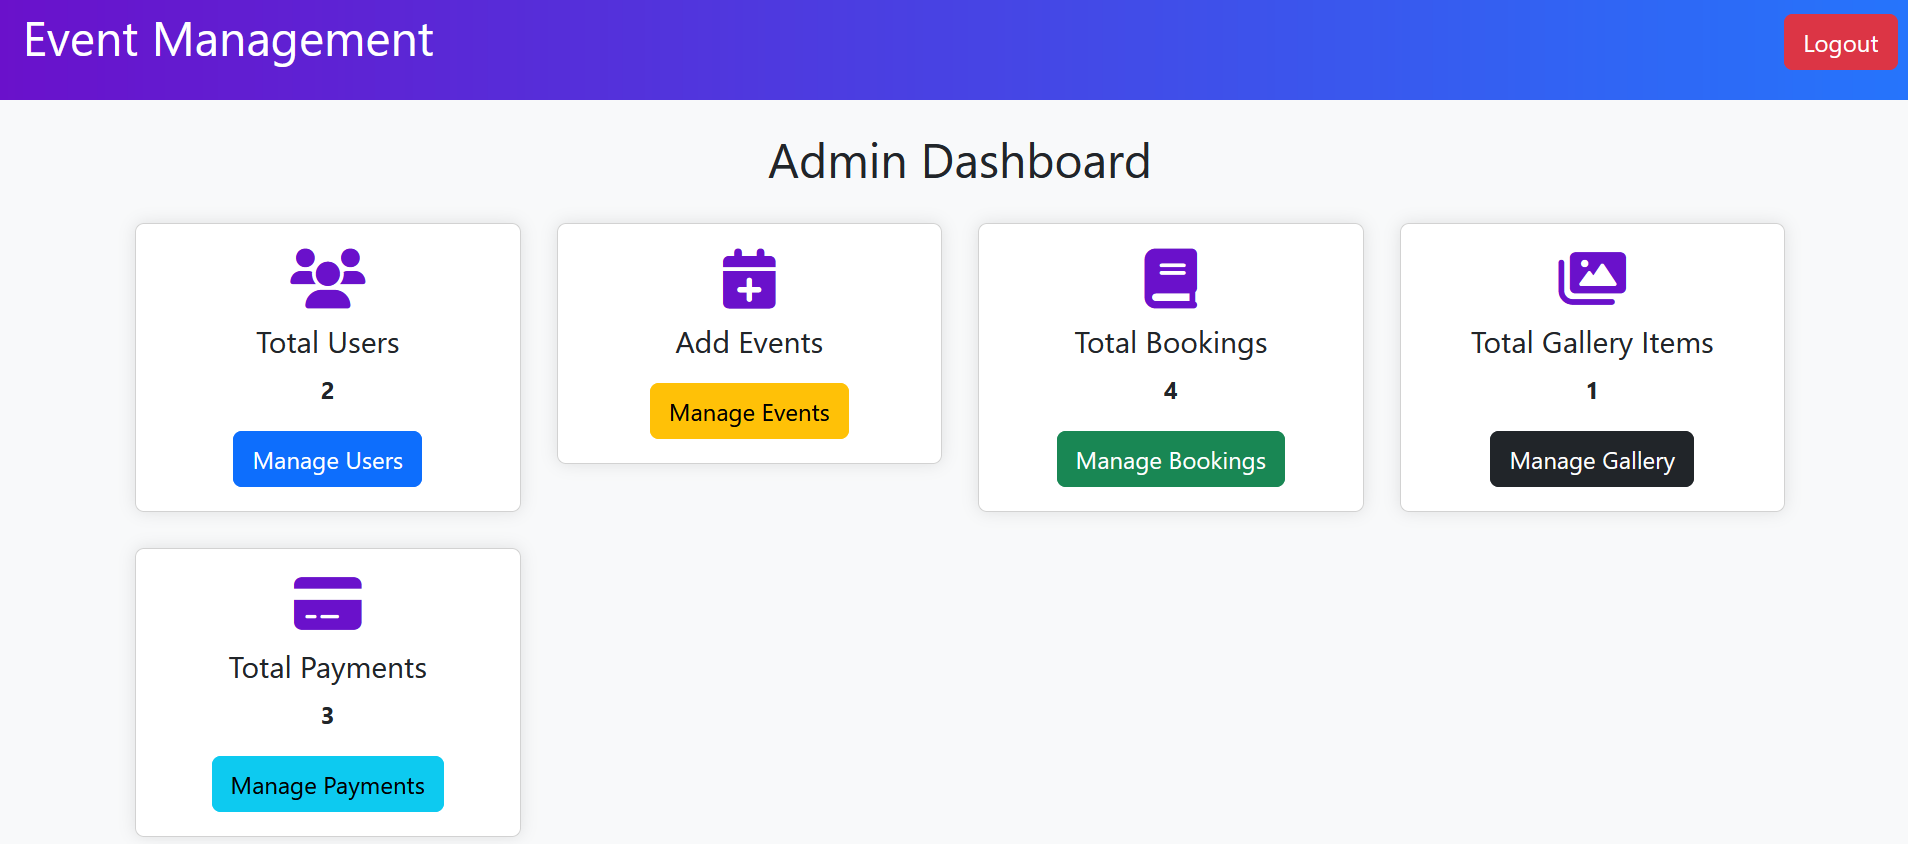 Event Management
Logout
Admin Dashboard
Total Users
2
Manage Users
Add Events
Manage Events
Total Bookings
4
Manage Bookings
Total Gallery Items
1
Manage Gallery
Total Payments
3
Manage Payments